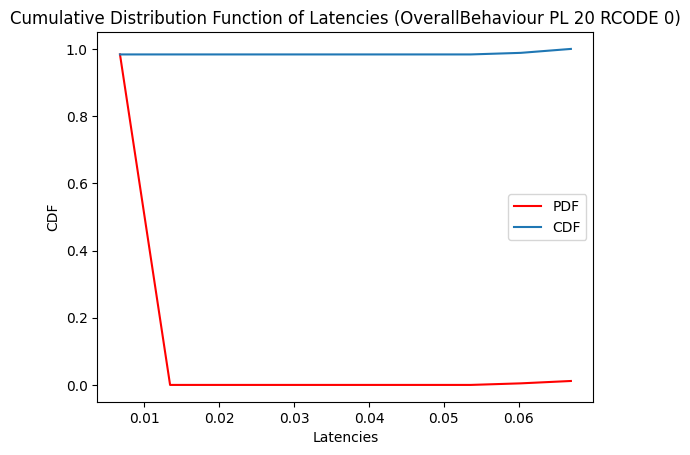 Cumulative Distribution Function of Latencies (OverallBehaviour PL 20 RCODE 0)
1.0
0.8
0.6
0.4
0.2
0.0
CDF
PDF
CDF
0.01 0.02 0.03 0.04 0.05 0.06
Latencies